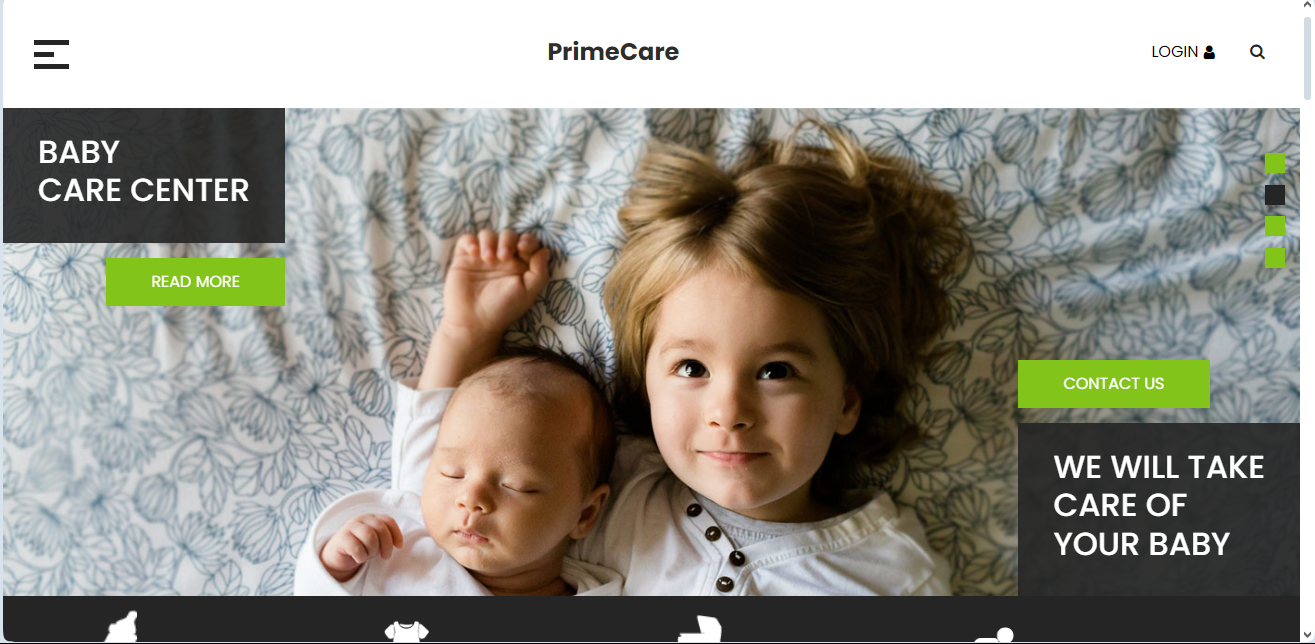 PrimeCare
LOGIN
BABY
CARE CENTER
READ MORE
CONTACT US
WE WILL TAKE
CARE OF
YOUR BABY